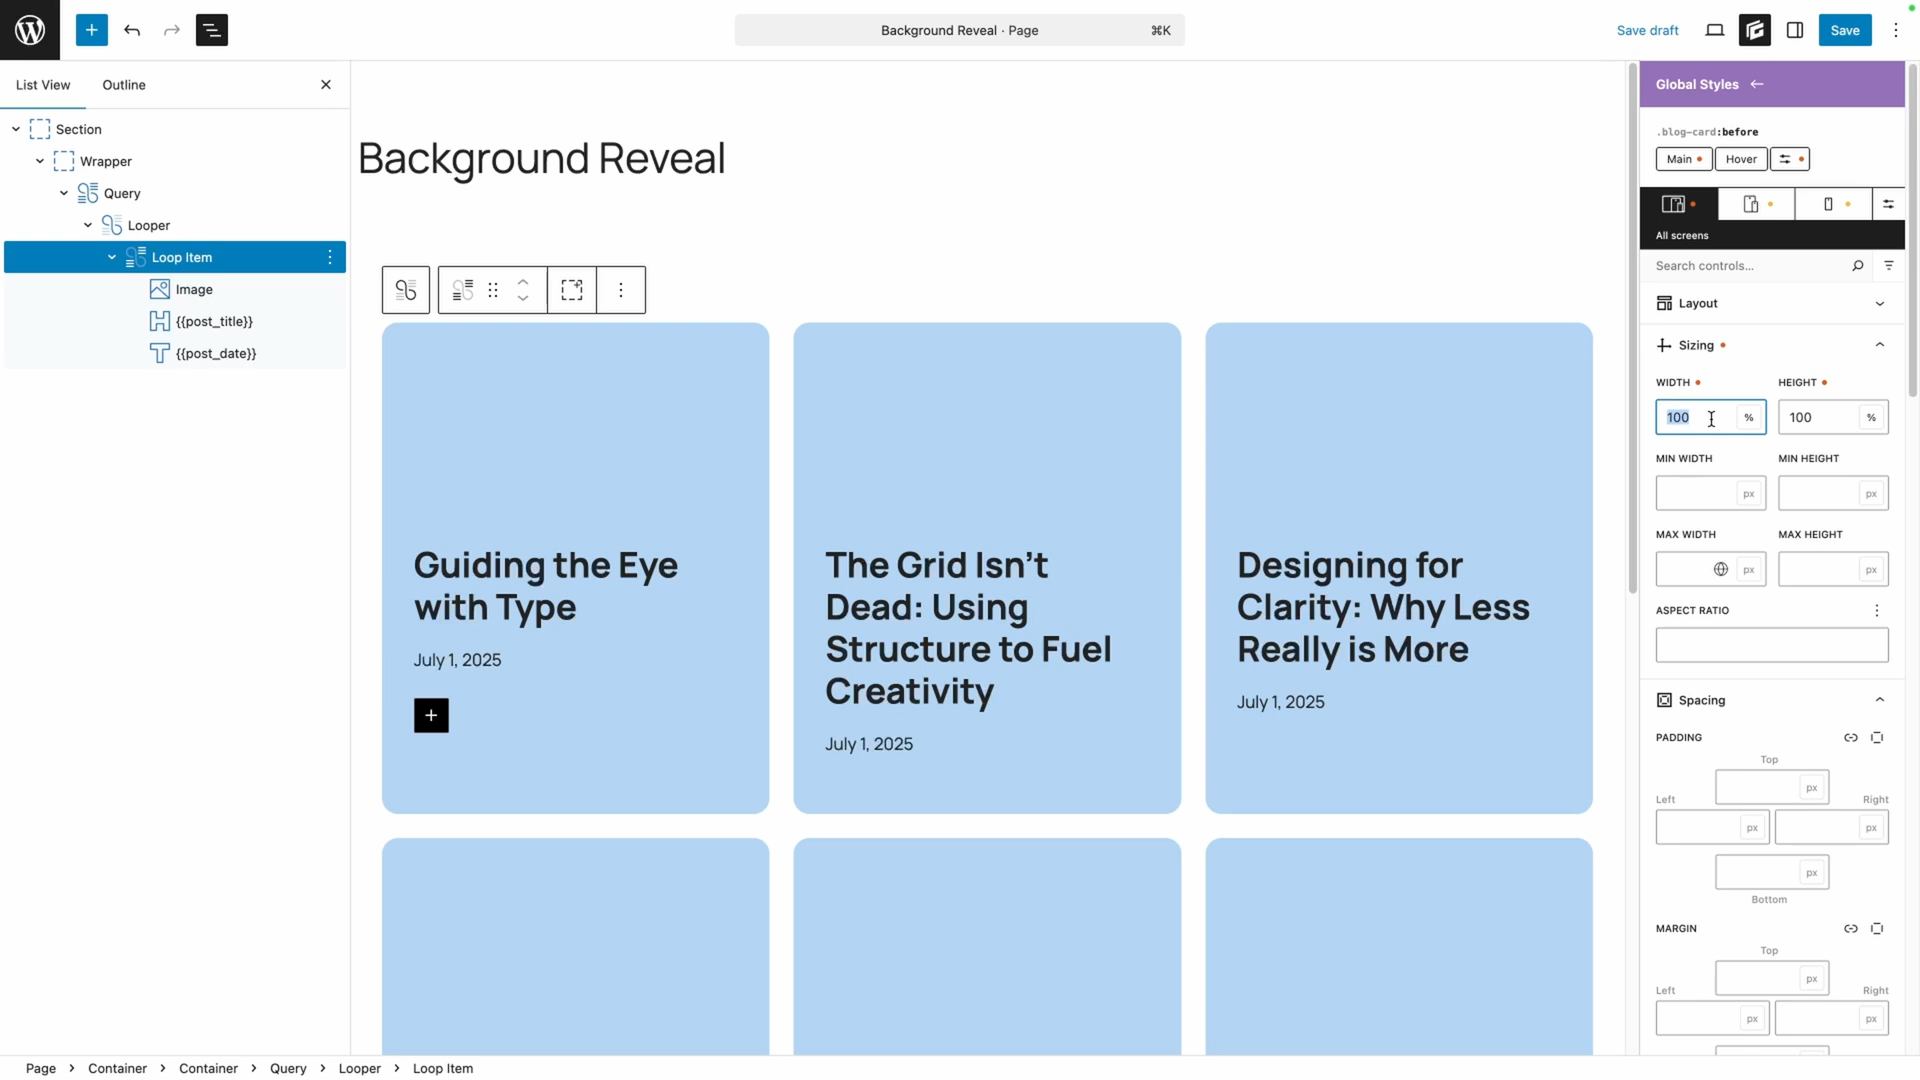 Background Reveal · Page
⌘K
Save draft
Save
List View
Outline
Section
Wrapper
Query
Looper
Loop Item
Image
{{post_title}}
{{post_date}}
Background Reveal
Guiding the Eye
with Type
July 1, 2025
The Grid Isn’t
Dead: Using
Structure to Fuel
Creativity
July 1, 2025
Designing for
Clarity: Why Less
Really is More
July 1, 2025
Global Styles
.blog-card:before
Main
Hover
All screens
Search controls...
Layout
Sizing
WIDTH
HEIGHT
100 %
100 %
MIN WIDTH
MIN HEIGHT
px
px
MAX WIDTH
MAX HEIGHT
px
px
ASPECT RATIO
Spacing
PADDING
Top
px
Left
Right
px
px
px
Bottom
MARGIN
Top
px
Left
Right
px
px
Page
Container
Container
Query
Looper
Loop Item